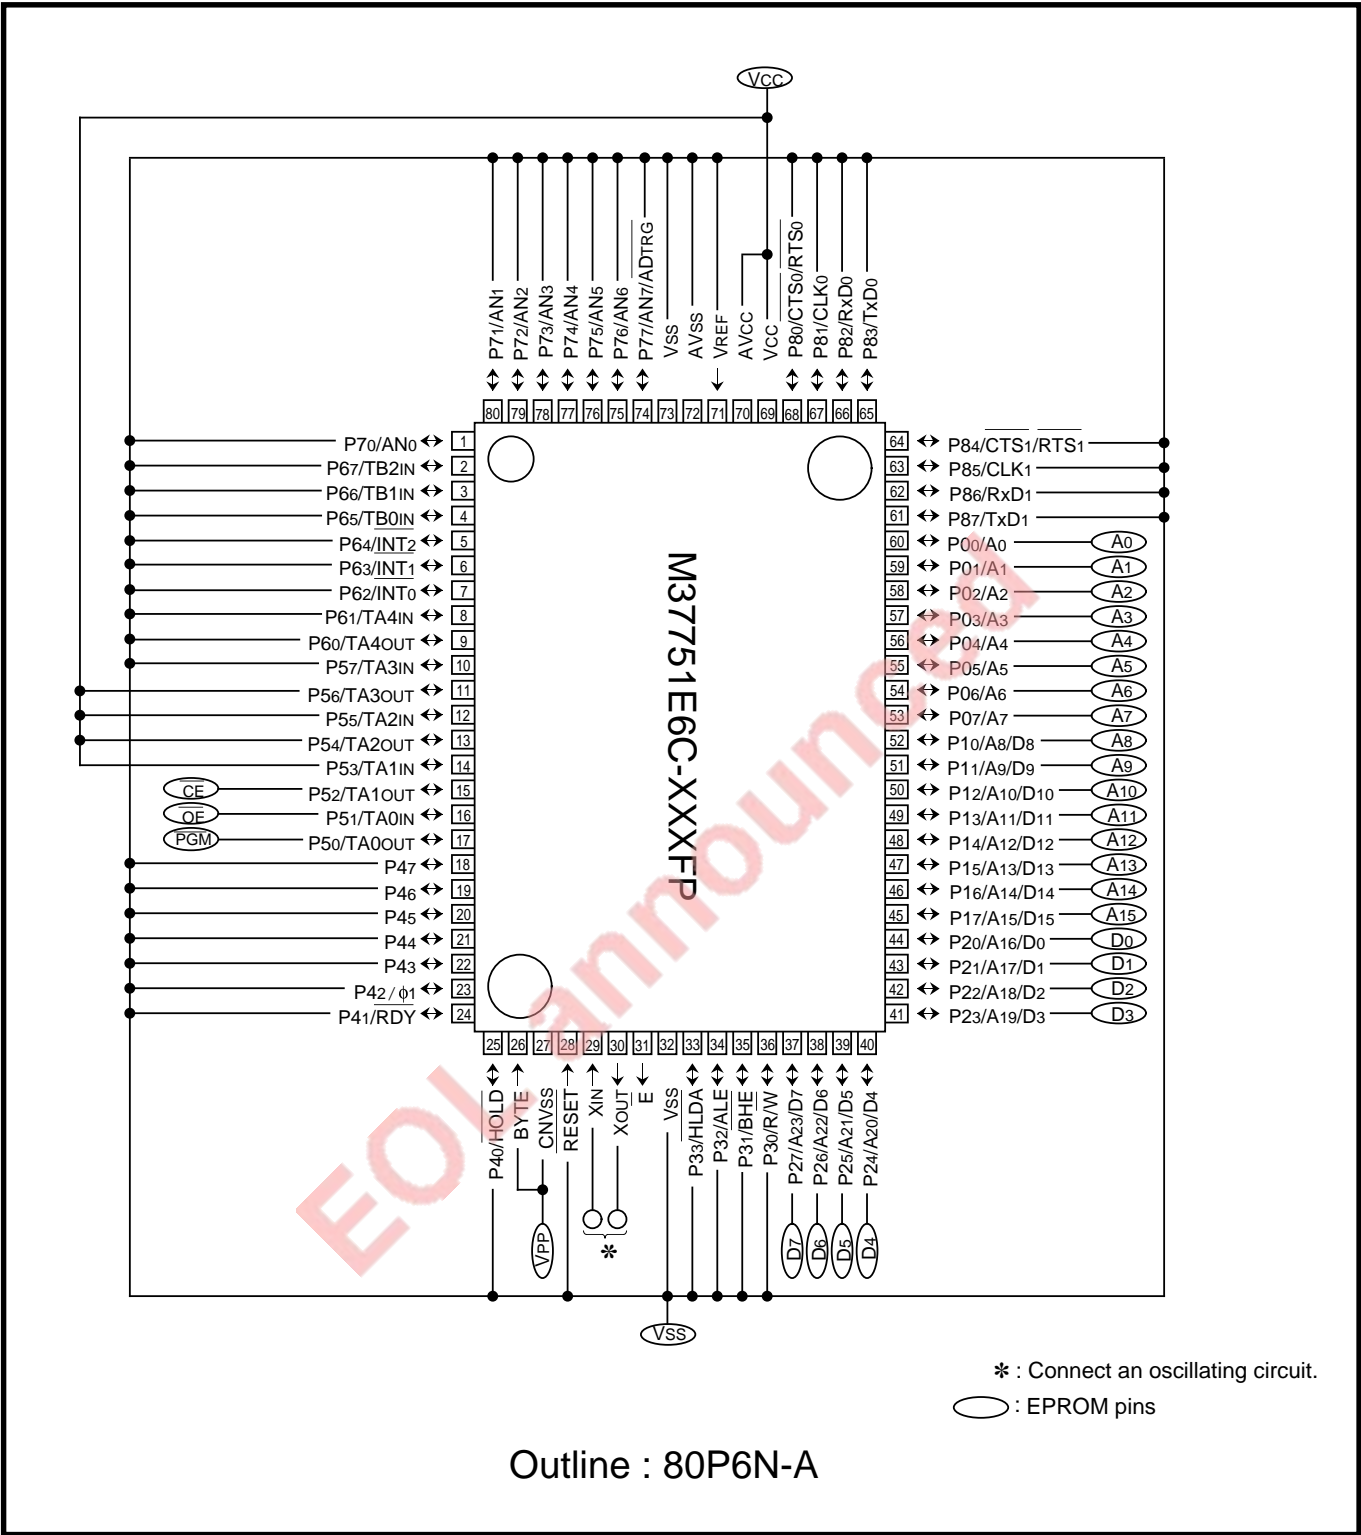 VCC
P71/AN1
P72/AN2
P73/AN3
P74/AN4
P75/AN5
P76/AN6
P77/AN7/ADTRG
VSS
AVSS
VREF
AVCC
VCC
P80/CTS0/RTS0
P81/CLK0
P82/RxD0
P83/TxD0
80 79 78 77 76 75 74 73 72 71 70 69 68 67 66 65
P70/AN0 1
P67/TB2IN 2
P66/TB1IN 3
P65/TB0IN 4
P64/INT2 5
P63/INT1 6
P62/INT0 7
P61/TA4IN 8
P60/TA4OUT 9
P57/TA3IN 10
P56/TA3OUT 11
P55/TA2IN 12
P54/TA2OUT 13
P53/TA1IN 14
CE P52/TA1OUT 15
OE P51/TA0IN 16
PGM P50/TA0OUT 17
P47 18
P46 19
P45 20
P44 21
P43 22
P42/ϕ1 23
P41/RDY 24
M37751E6C-XXXFP
64 P84/CTS1/RTS1
63 P85/CLK1
62 P86/RxD1
61 P87/TxD1
60 P00/A0 A0
59 P01/A1 A1
58 P02/A2 A2
57 P03/A3 A3
56 P04/A4 A4
55 P05/A5 A5
54 P06/A6 A6
53 P07/A7 A7
52 P10/A8/D8 A8
51 P11/A9/D9 A9
50 P12/A10/D10 A10
49 P13/A11/D11 A11
48 P14/A12/D12 A12
47 P15/A13/D13 A13
46 P16/A14/D14 A14
45 P17/A15/D15 A15
44 P20/A16/D0 D0
43 P21/A17/D1 D1
42 P22/A18/D2 D2
41 P23/A19/D3 D3
25 26 27 28 29 30 31 32 33 34 35 36 37 38 39 40
P40/HOLD
BYTE
CNVSS
RESET
XIN
XOUT
E
VSS
P33/HLDA
P32/ALE
P31/BHE
P30/R/W
P27/A23/D7
P26/A22/D6
P25/A21/D5
P24/A20/D4
VPP
✽
D7
D6
D5
D4
VSS
EOL announced
✽ : Connect an oscillating circuit.
: EPROM pins
Outline : 80P6N-A